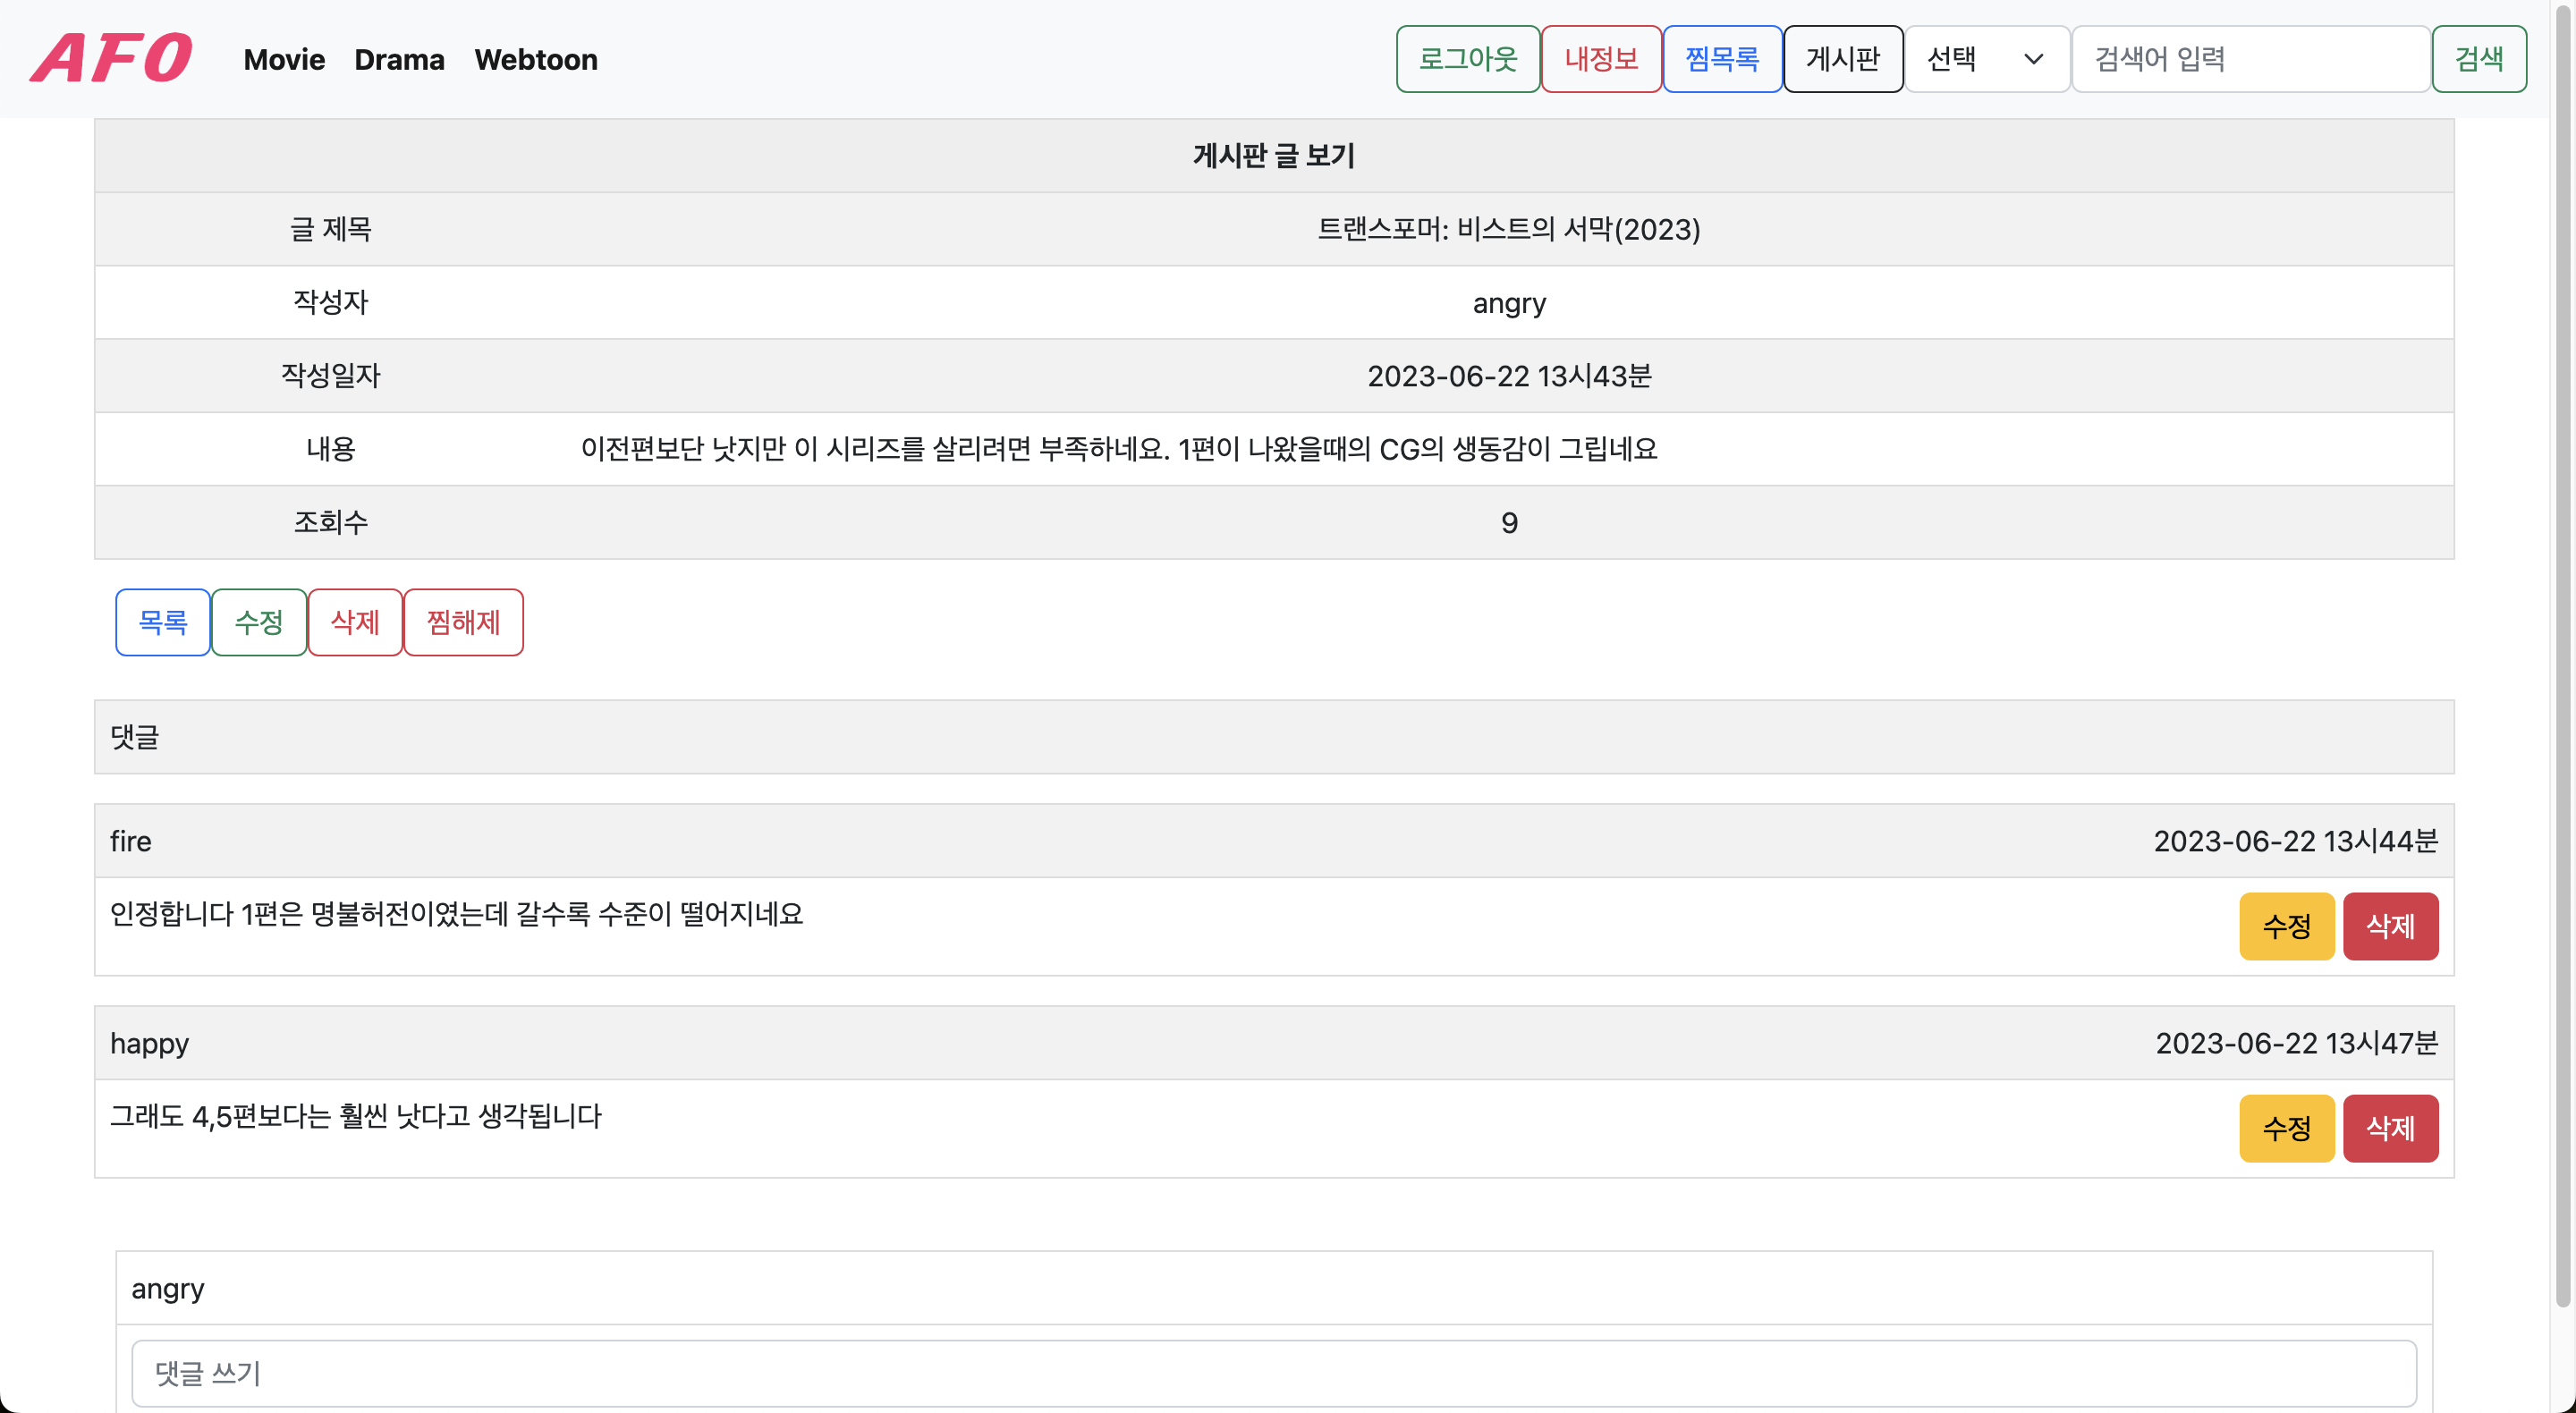 AFO Movie Drama Webtoon 로그아웃 내정보 찜목록 게시판 선택 검색어 입력 검색
게시판 글 보기
글 제목 트랜스포머: 비스트의 서막(2023)
작성자 angry
작성일자 2023-06-22 13시43분
내용 이전편보단 낫지만 이 시리즈를 살리려면 부족하네요. 1편이 나왔을때의 CG의 생동감이 그립네요
조회수 9
목록 수정 삭제 찜해제
댓글
fire 2023-06-22 13시44분
인정합니다 1편은 명불허전이였는데 갈수록 수준이 떨어지네요 수정 삭제
happy 2023-06-22 13시47분
그래도 4,5편보다는 훨씬 낫다고 생각됩니다 수정 삭제
angry
댓글 쓰기